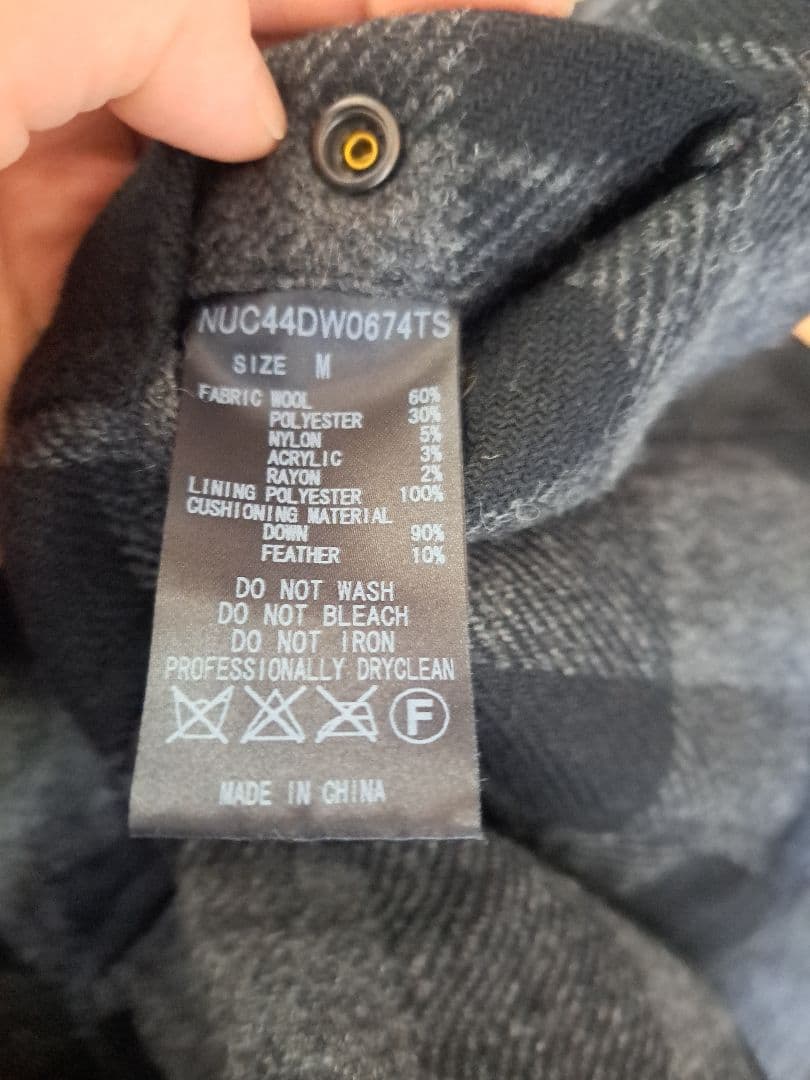 NUC44DW0674TS
SIZE M
FABRIC WOOL 60%
POLYESTER 30%
NYLON 5%
ACRYLIC 3%
RAYON 2%
LINING POLYESTER 100%
CUSHIONING MATERIAL
DOWN 90%
FEATHER 10%
DO NOT WASH
DO NOT BLEACH
DO NOT IRON
PROFESSIONALLY DRYCLEAN
F
MADE IN CHINA